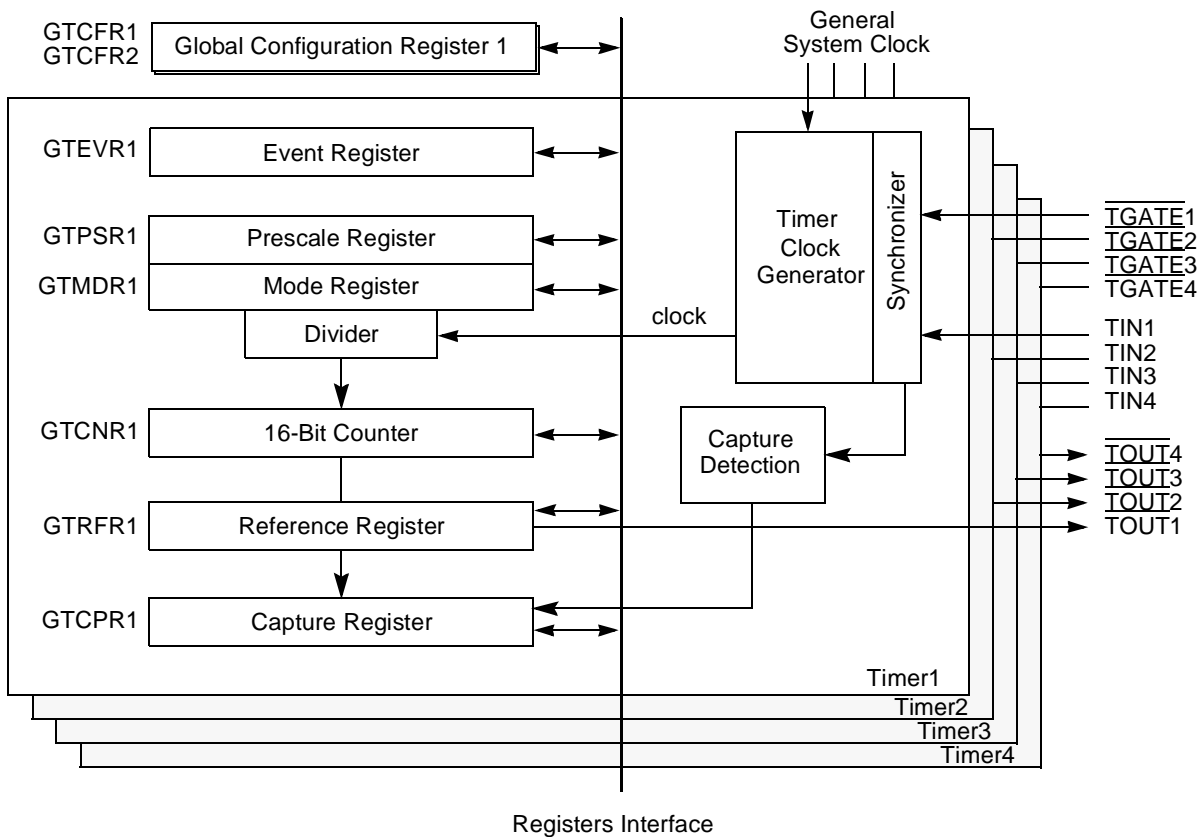 GTCFR1
GTCFR2
Global Configuration Register 1
General
System Clock
GTEVR1
Event Register
GTPSR1
Prescale Register
GTMDR1
Mode Register
Divider
clock
Timer
Clock
Generator
Synchronizer
TGATE1
TGATE2
TGATE3
TGATE4
TIN1
TIN2
TIN3
TIN4
GTCNR1
16-Bit Counter
Capture
Detection
TOUT4
TOUT3
TOUT2
TOUT1
GTRFR1
Reference Register
GTCPR1
Capture Register
Timer1
Timer2
Timer3
Timer4
Registers Interface